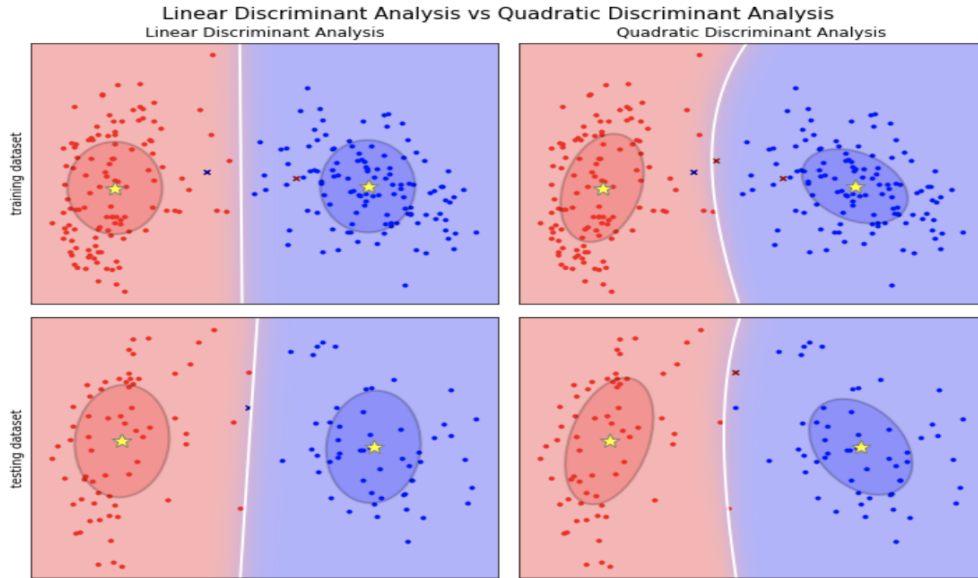 Linear Discriminant Analysis vs Quadratic Discriminant Analysis
Linear Discriminant Analysis
Quadratic Discriminant Analysis
training dataset
testing dataset